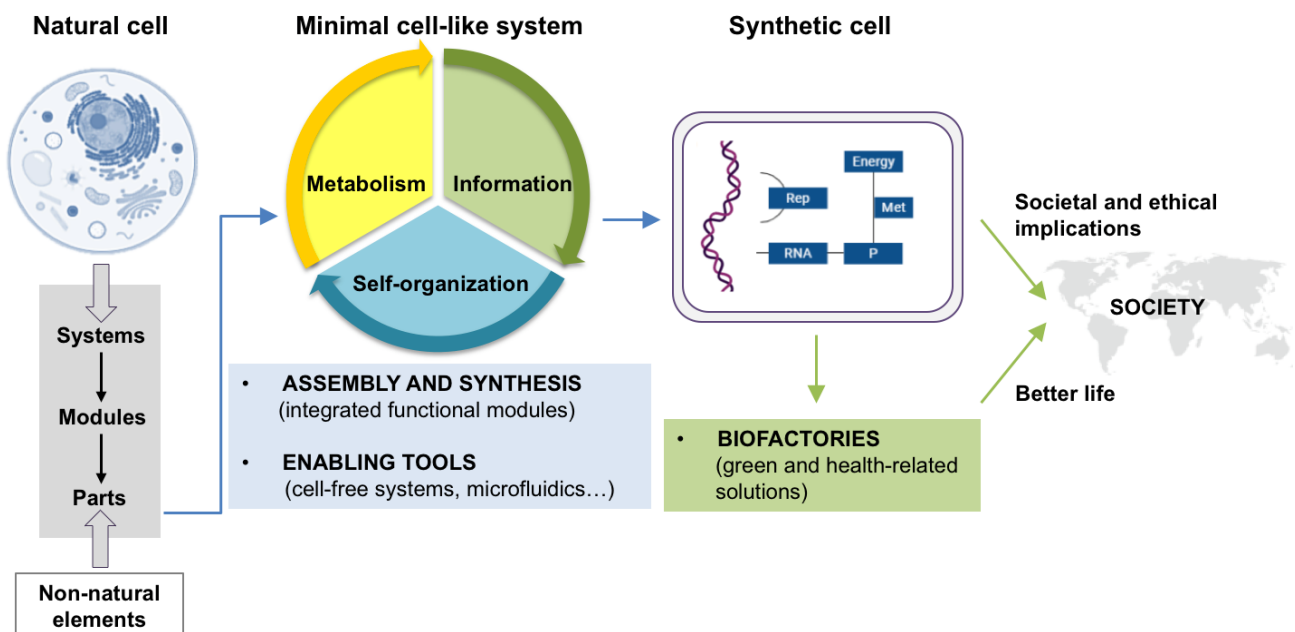 Natural cell
Minimal cell-like system
Synthetic cell
Metabolism
Information
Self-organization
Systems
Modules
Parts
Non-natural
elements
• ASSEMBLY AND SYNTHESIS
(integrated functional modules)
• ENABLING TOOLS
(cell-free systems, microfluidics…)
Energy
Rep
Met
RNA
P
• BIOFACTORIES
(green and health-related
solutions)
Societal and ethical
implications
SOCIETY
Better life